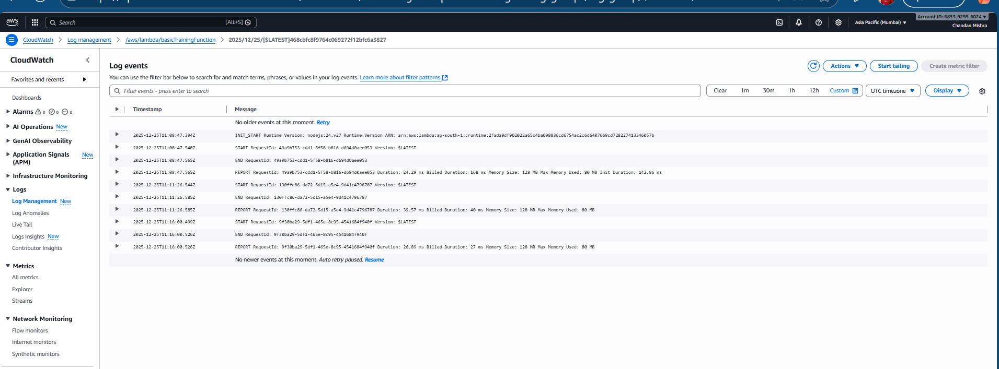 aws
Search [Alt+S]
Asia Pacific (Mumbai) ▼
Account ID: 6853-9299-6024 ▼
Chandan Mishra
CloudWatch > Log management > /aws/lambda/basicTrainingFunction > 2025/12/25/[$LATEST]468cbfc8f9764c069272f12bfc6a3827
CloudWatch
Favorites and recents
Dashboards
Alarms 0 0 0
AI Operations New
GenAI Observability
Application Signals (APM) New
Infrastructure Monitoring
Logs
Log Management New
Log Anomalies
Live Tail
Logs Insights New
Contributor Insights
Metrics
All metrics
Explorer
Streams
Network Monitoring
Flow monitors
Internet monitors
Synthetic monitors
Log events
Actions Start tailing Create metric filter
You can use the filter bar below to search for and match terms, phrases, or values in your log events. Learn more about filter patterns
Filter events - press enter to search
Clear 1m 30m 1h 12h Custom UTC timezone Display
Timestamp Message
No older events at this moment. Retry
2025-12-25T11:08:47.394Z INIT_START Runtime Version: nodejs:24.v27 Runtime Version ARN: arn:aws:lambda:ap-south-1::runtime:2fada9df902022a65c4ba098836cd6754ac2c6d6407669cd728227413346057b
2025-12-25T11:08:47.540Z START RequestId: 49a9b753-cdd1-5f58-b816-d694d0aee053 Version: $LATEST
2025-12-25T11:08:47.565Z END RequestId: 49a9b753-cdd1-5f58-b816-d694d0aee053
2025-12-25T11:08:47.565Z REPORT RequestId: 49a9b753-cdd1-5f58-b816-d694d0aee053 Duration: 24.29 ms Billed Duration: 168 ms Memory Size: 128 MB Max Memory Used: 80 MB Init Duration: 142.86 ms
2025-12-25T11:11:26.544Z START RequestId: 130ffc86-da72-5d15-a5e4-9d41c4796787 Version: $LATEST
2025-12-25T11:11:26.585Z END RequestId: 130ffc86-da72-5d15-a5e4-9d41c4796787
2025-12-25T11:11:26.585Z REPORT RequestId: 130ffc86-da72-5d15-a5e4-9d41c4796787 Duration: 39.57 ms Billed Duration: 40 ms Memory Size: 128 MB Max Memory Used: 80 MB
2025-12-25T11:16:00.499Z START RequestId: 9f30ba29-5df1-465e-8c95-4541684f940f Version: $LATEST
2025-12-25T11:16:00.526Z END RequestId: 9f30ba29-5df1-465e-8c95-4541684f940f
2025-12-25T11:16:00.526Z REPORT RequestId: 9f30ba29-5df1-465e-8c95-4541684f940f Duration: 26.89 ms Billed Duration: 27 ms Memory Size: 128 MB Max Memory Used: 80 MB
No newer events at this moment. Auto retry paused. Resume